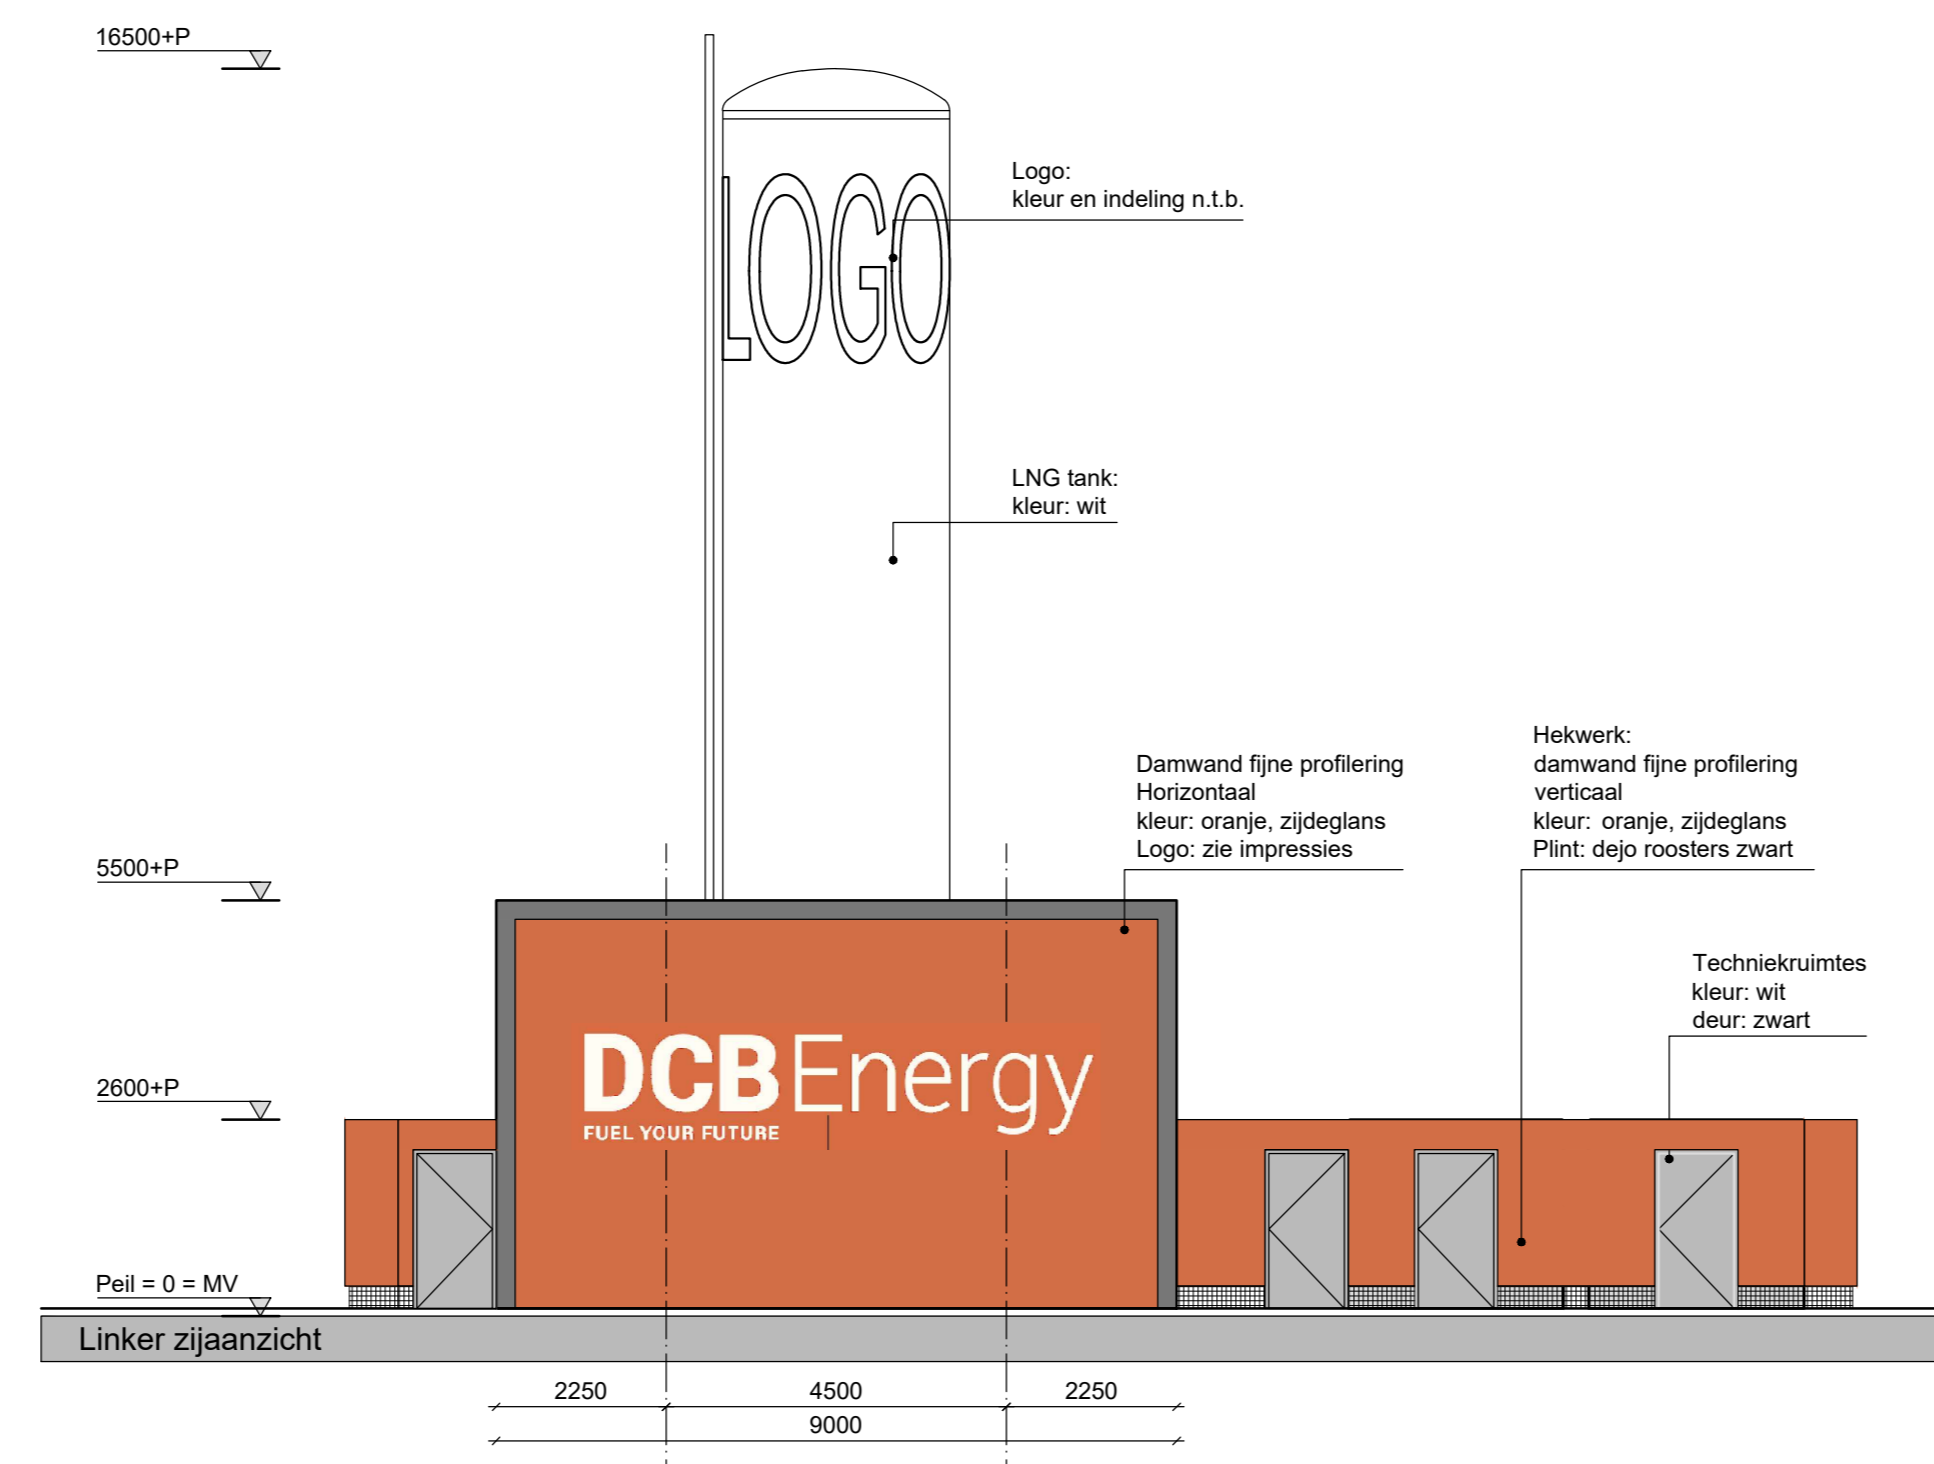 16500+P
LOGO
Logo:
kleur en indeling n.t.b.
LNG tank:
kleur: wit
Hekwerk:
damwand fijne profilering
verticaal
kleur: oranje, zijdeglans
Plint: dejo roosters zwart
Damwand fijne profilering
Horizontaal
kleur: oranje, zijdeglans
Logo: zie impressies
5500+P
Techniekruimtes
kleur: wit
deur: zwart
DCB Energy
FUEL YOUR FUTURE
2600+P
Peil = 0 = MV
Linker zijaanzicht
2250 4500 2250
9000